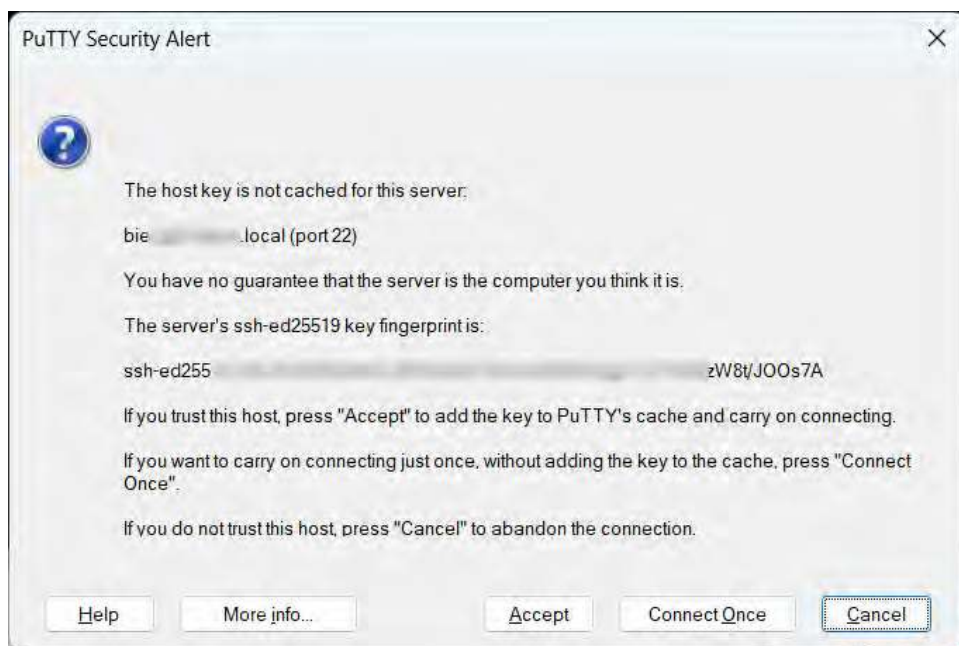 PuTTY Security Alert
The host key is not cached for this server:
bie .local (port 22)
You have no guarantee that the server is the computer you think it is.
The server's ssh-ed25519 key fingerprint is:
ssh-ed255 zW8t/JOOs7A
If you trust this host, press "Accept" to add the key to PuTTY's cache and carry on connecting.
If you want to carry on connecting just once, without adding the key to the cache, press "Connect
Once".
If you do not trust this host, press "Cancel" to abandon the connection.
Help More info... Accept Connect Once Cancel